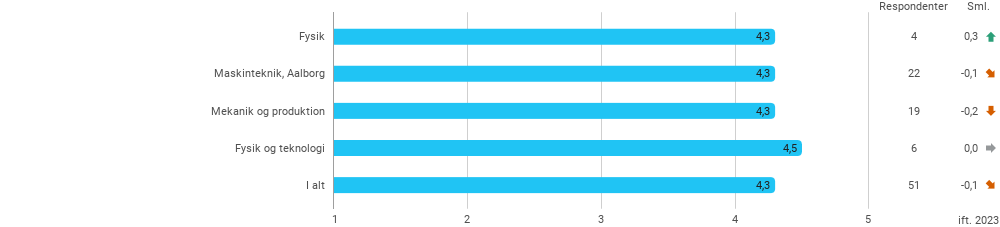 Respondenter Sml.
Fysik 4,3 4 0,3
Maskinteknik, Aalborg 4,3 22 -0,1
Mekanik og produktion 4,3 19 -0,2
Fysik og teknologi 4,5 6 0,0
I alt 4,3 51 -0,1
1 2 3 4 5 ift. 2023